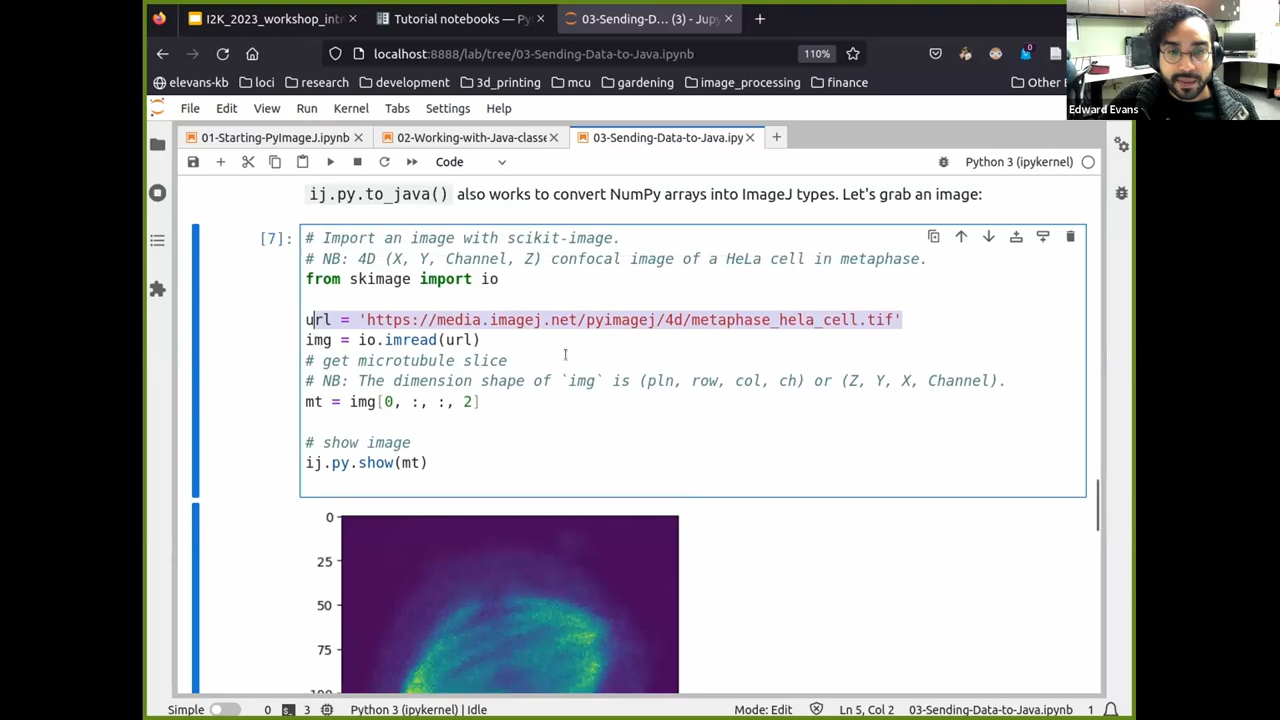 I2K_2023_workshop_intr
Tutorial notebooks — Py
03-Sending-D… (3) - Jup
localhost:8888/lab/tree/03-Sending-Data-to-Java.ipynb
110%
0
elevans-kb
loci
research
3d_printing
mcu
gardening
image_processing
finance
Other
Edward Evans
File Edit View Run Kernel Tabs Settings Help
01-Starting-PyImageJ.ipynb
02-Working-with-Java-classe
03-Sending-Data-to-Java.ipy
Code
Python 3 (ipykernel)
ij.py.to_java() also works to convert NumPy arrays into ImageJ types. Let's grab an image:
[7]:
# Import an image with scikit-image.
# NB: 4D (X, Y, Channel, Z) confocal image of a HeLa cell in metaphase.
from skimage import io
url = 'https://media.imagej.net/pyimagej/4d/metaphase_hela_cell.tif'
img = io.imread(url)
# get microtubule slice
# NB: The dimension shape of `img` is (pln, row, col, ch) or (Z, Y, X, Channel).
mt = img[0, :, :, 2]
# show image
ij.py.show(mt)
0
25
50
75
Simple
0
3
Python 3 (ipykernel) | Idle
Mode: Edit
Ln 5, Col 2
03-Sending-Data-to-Java.ipynb
1